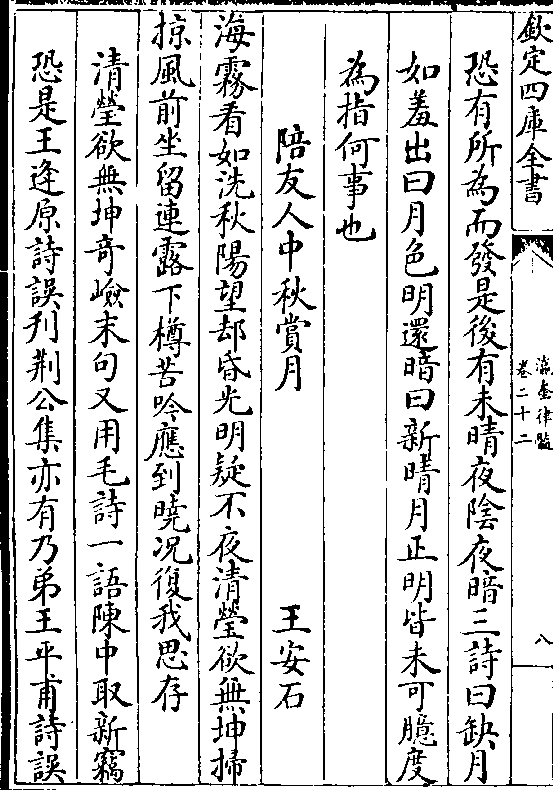 欽定四庫全書
瀛奎律髓
卷二十二
八
恐有所為而發是後有未晴夜陰夜暗三詩曰缺月
如羞出曰月色明還暗曰新晴月正明皆未可臆度
為指何事也
陪友人中秋賞月　王安石
海霧看如洗秋陽望却昏光明疑不夜清瑩欲無坤掃
掠風前坐留連露下樽苦吟應到曉况復我思存
清瑩欲無坤竒嶮末句又用毛詩一語陳中取新竊
恐是王逢原詩誤刋荆公集亦有乃弟王平甫詩誤